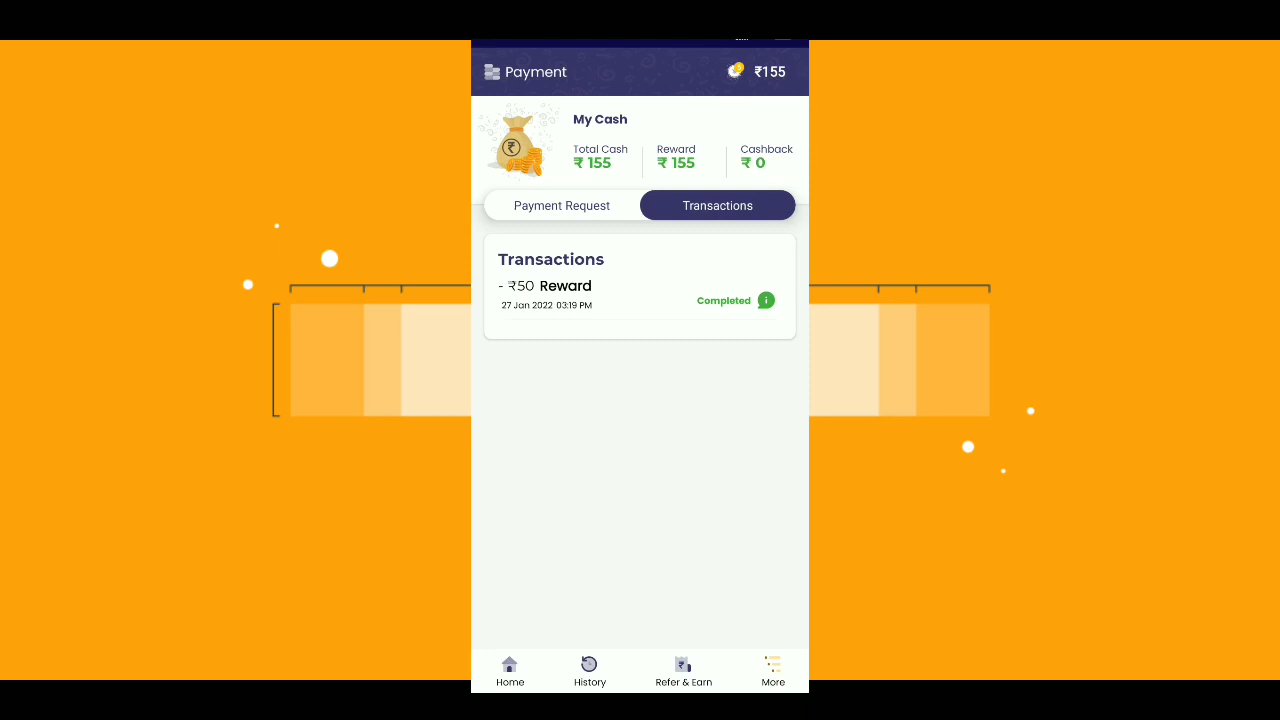 Payment
₹155
My Cash
Total Cash Reward Cashback
₹ 155 ₹ 155 ₹ 0
Payment Request Transactions
Transactions
- ₹50 Reward
27 Jan 2022 03:19 PM
Completed
Home History Refer & Earn More